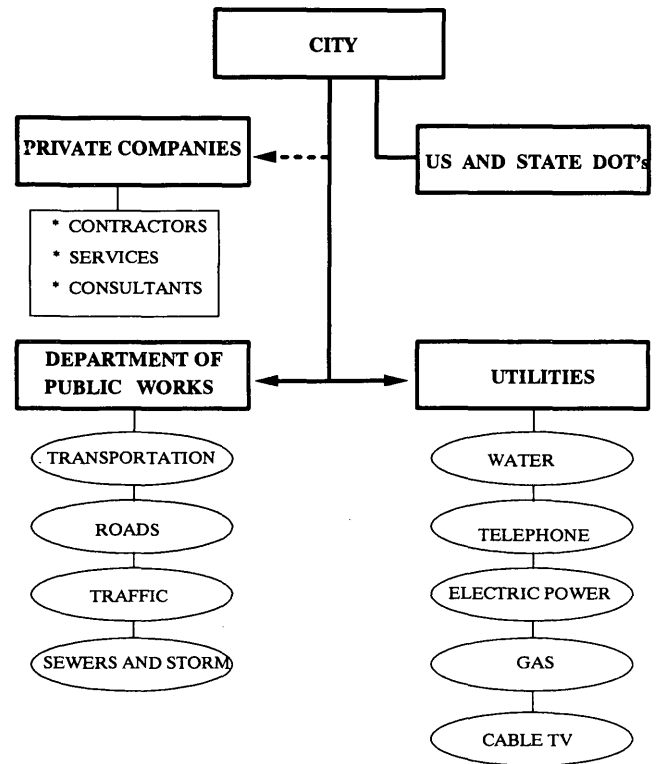 CITY
PRIVATE COMPANIES
US AND STATE DOT's
* CONTRACTORS
* SERVICES
* CONSULTANTS
DEPARTMENT OF
PUBLIC WORKS
UTILITIES
TRANSPORTATION
ROADS
TRAFFIC
SEWERS AND STORM
WATER
TELEPHONE
ELECTRIC POWER
GAS
CABLE TV